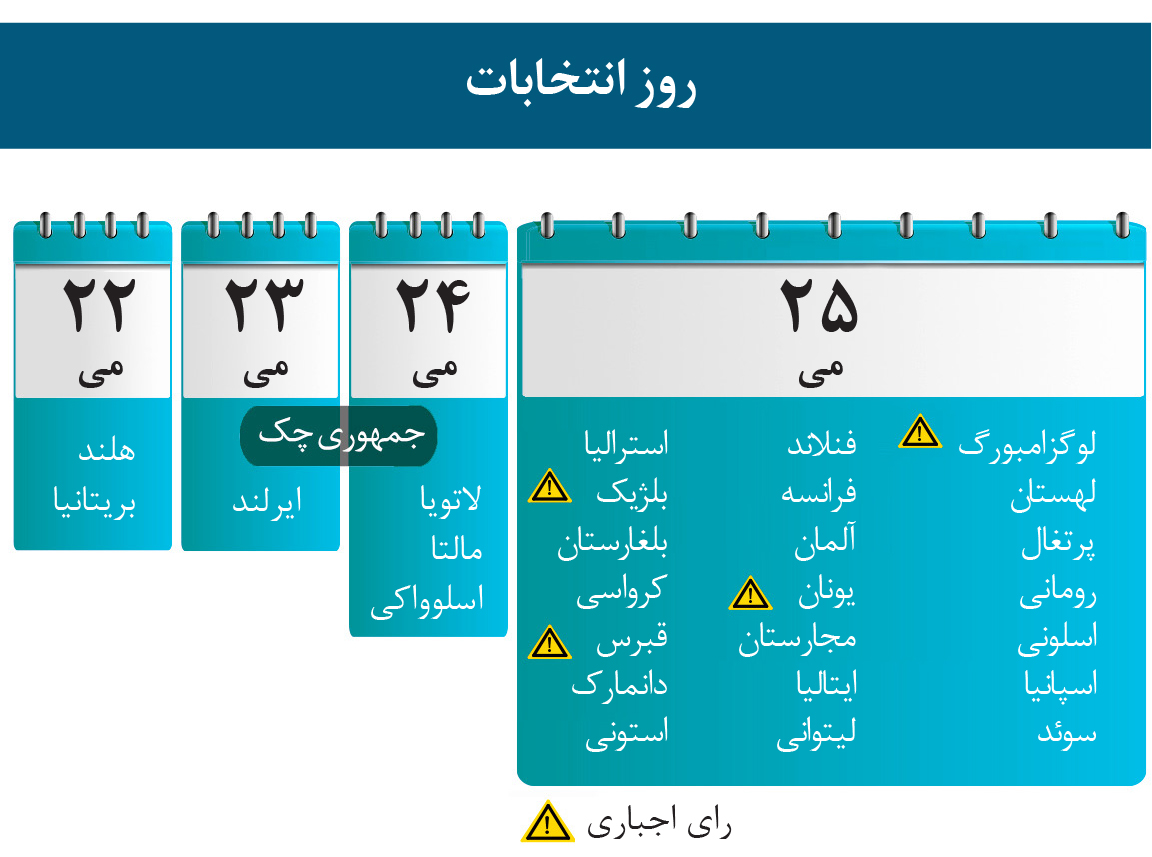 روز انتخابات
۲۲
می
هلند
بریتانیا
۲۳
می
جمهوری چک
ایرلند
۲۴
می
لاتویا
مالتا
اسلوواکی
۲۵
می
استرالیا
بلژیک
بلغارستان
کرواسی
قبرس
دانمارک
استونی
فنلاند
فرانسه
آلمان
یونان
مجارستان
ایتالیا
لیتوانی
لوگزامبورگ
لهستان
پرتغال
رومانی
اسلونی
اسپانیا
سوئد
رای اجباری